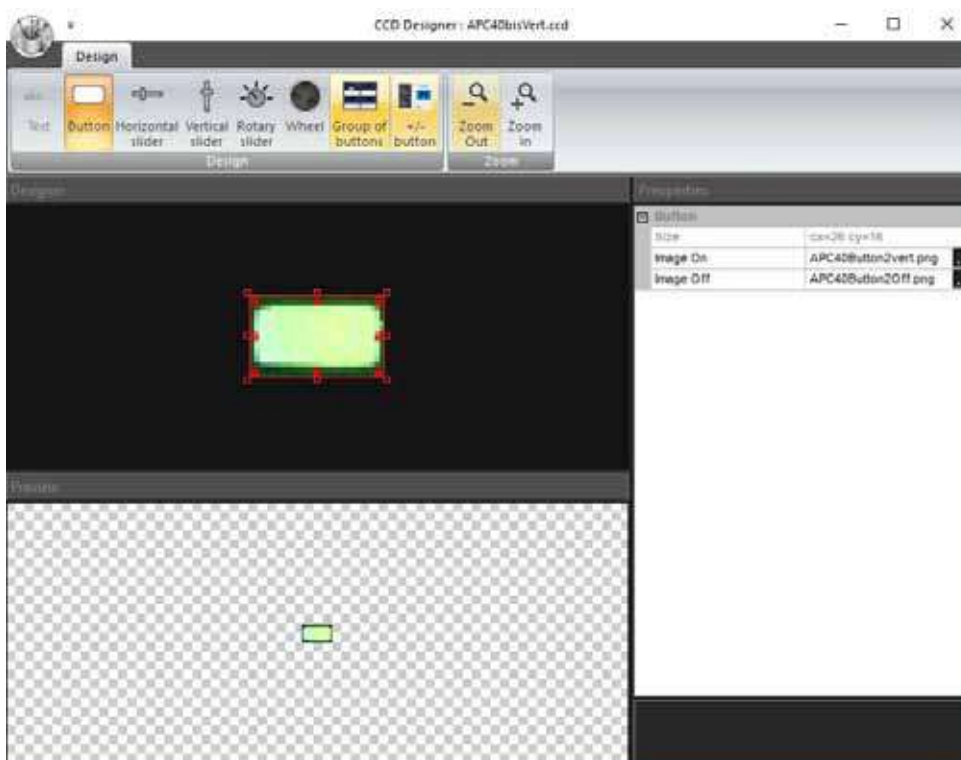 CCD Designer : APC40bisVert.ccd
Design
Text
Button
Horizontal slider
Vertical slider
Rotary slider
Wheel
Group of buttons
+/- button
Zoom Out
Zoom In
Design
Zoom
Designer
Properties
Button
Size
Image On APC40Button2vert.png
Image Off APC40Button2Off.png
Preview